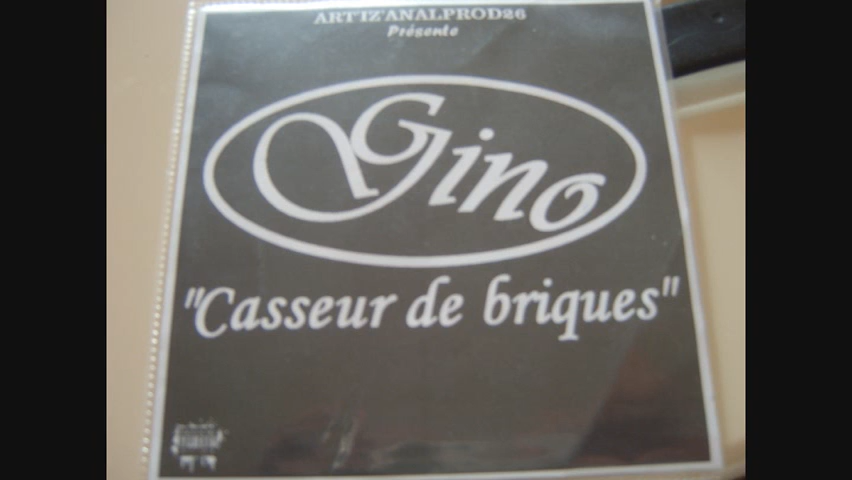 ARTIZ'ANALPROD26
Présente
Gino
"Casseur de briques"